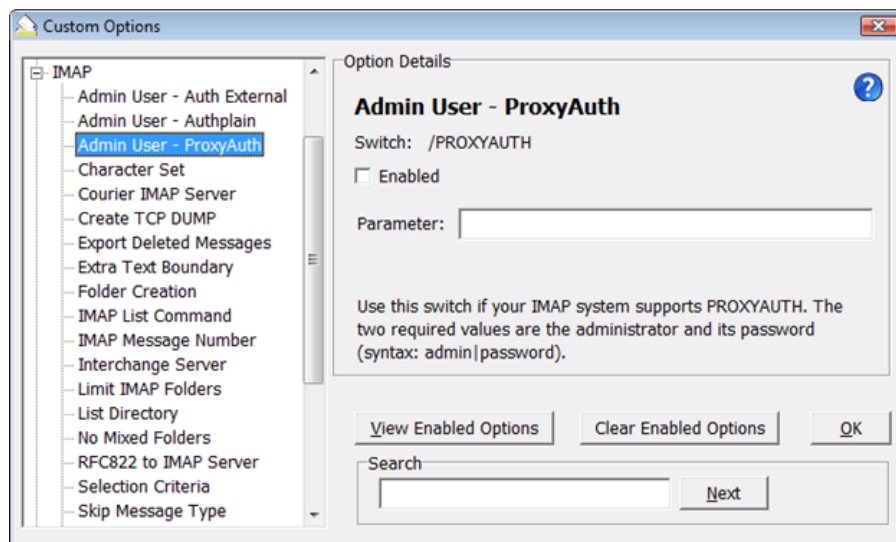 Custom Options
IMAP
Admin User - Auth External
Admin User - Authplain
Admin User - ProxyAuth
Character Set
Courier IMAP Server
Create TCP DUMP
Export Deleted Messages
Extra Text Boundary
Folder Creation
IMAP List Command
IMAP Message Number
Interchange Server
Limit IMAP Folders
List Directory
No Mixed Folders
RFC822 to IMAP Server
Selection Criteria
Skip Message Type
Option Details
Admin User - ProxyAuth
Switch: /PROXYAUTH
Enabled
Parameter:
Use this switch if your IMAP system supports PROXYAUTH. The
two required values are the administrator and its password
(syntax: admin|password).
View Enabled Options
Clear Enabled Options
OK
Search
Next